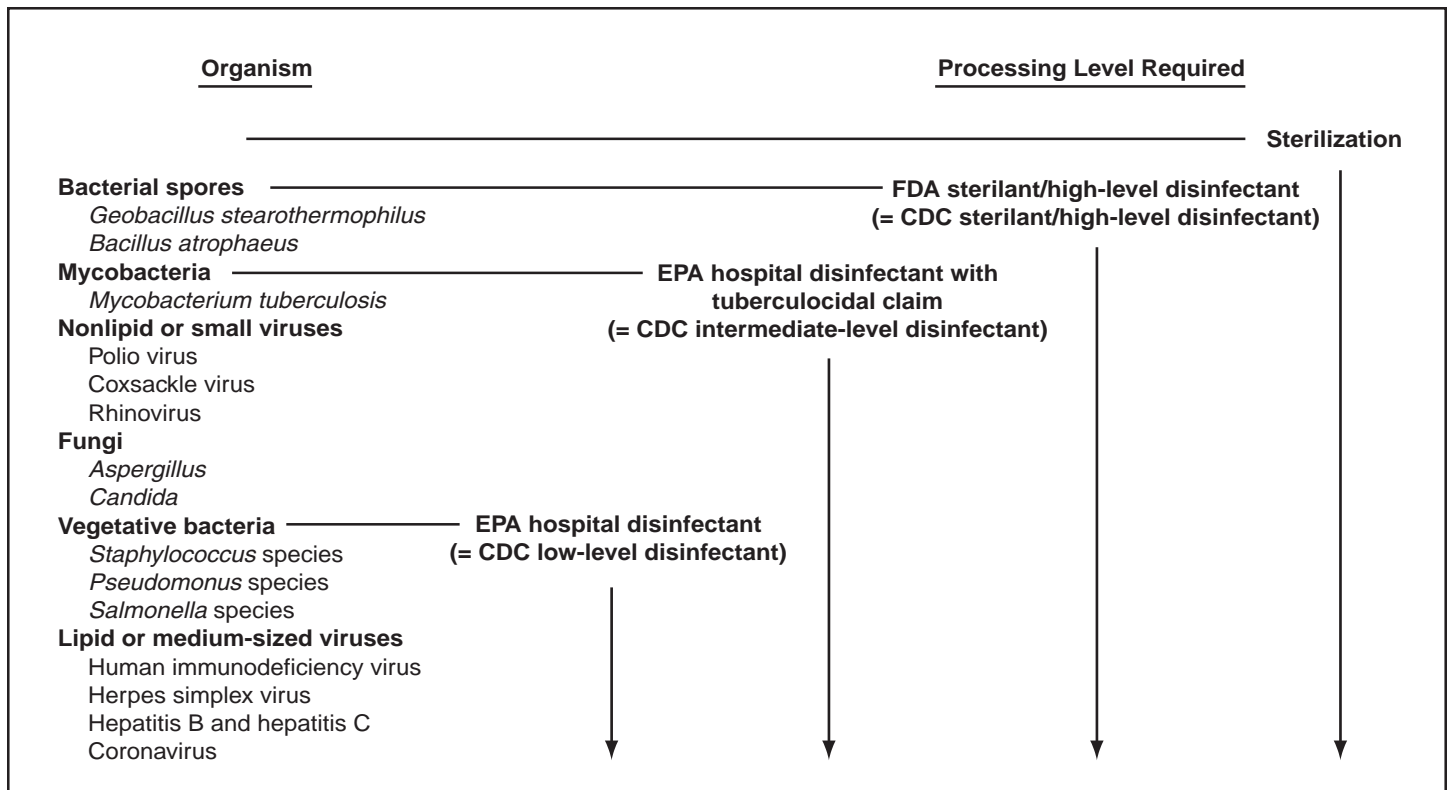 Organism
Processing Level Required
Sterilization
Bacterial spores
FDA sterilant/high-level disinfectant
(= CDC sterilant/high-level disinfectant)
Geobacillus stearothermophilus
Bacillus atrophaeus
Mycobacteria
EPA hospital disinfectant with
tuberculocidal claim
(= CDC intermediate-level disinfectant)
Mycobacterium tuberculosis
Nonlipid or small viruses
Polio virus
Coxsackle virus
Rhinovirus
Fungi
Aspergillus
Candida
Vegetative bacteria
EPA hospital disinfectant
(= CDC low-level disinfectant)
Staphylococcus species
Pseudomonus species
Salmonella species
Lipid or medium-sized viruses
Human immunodeficiency virus
Herpes simplex virus
Hepatitis B and hepatitis C
Coronavirus